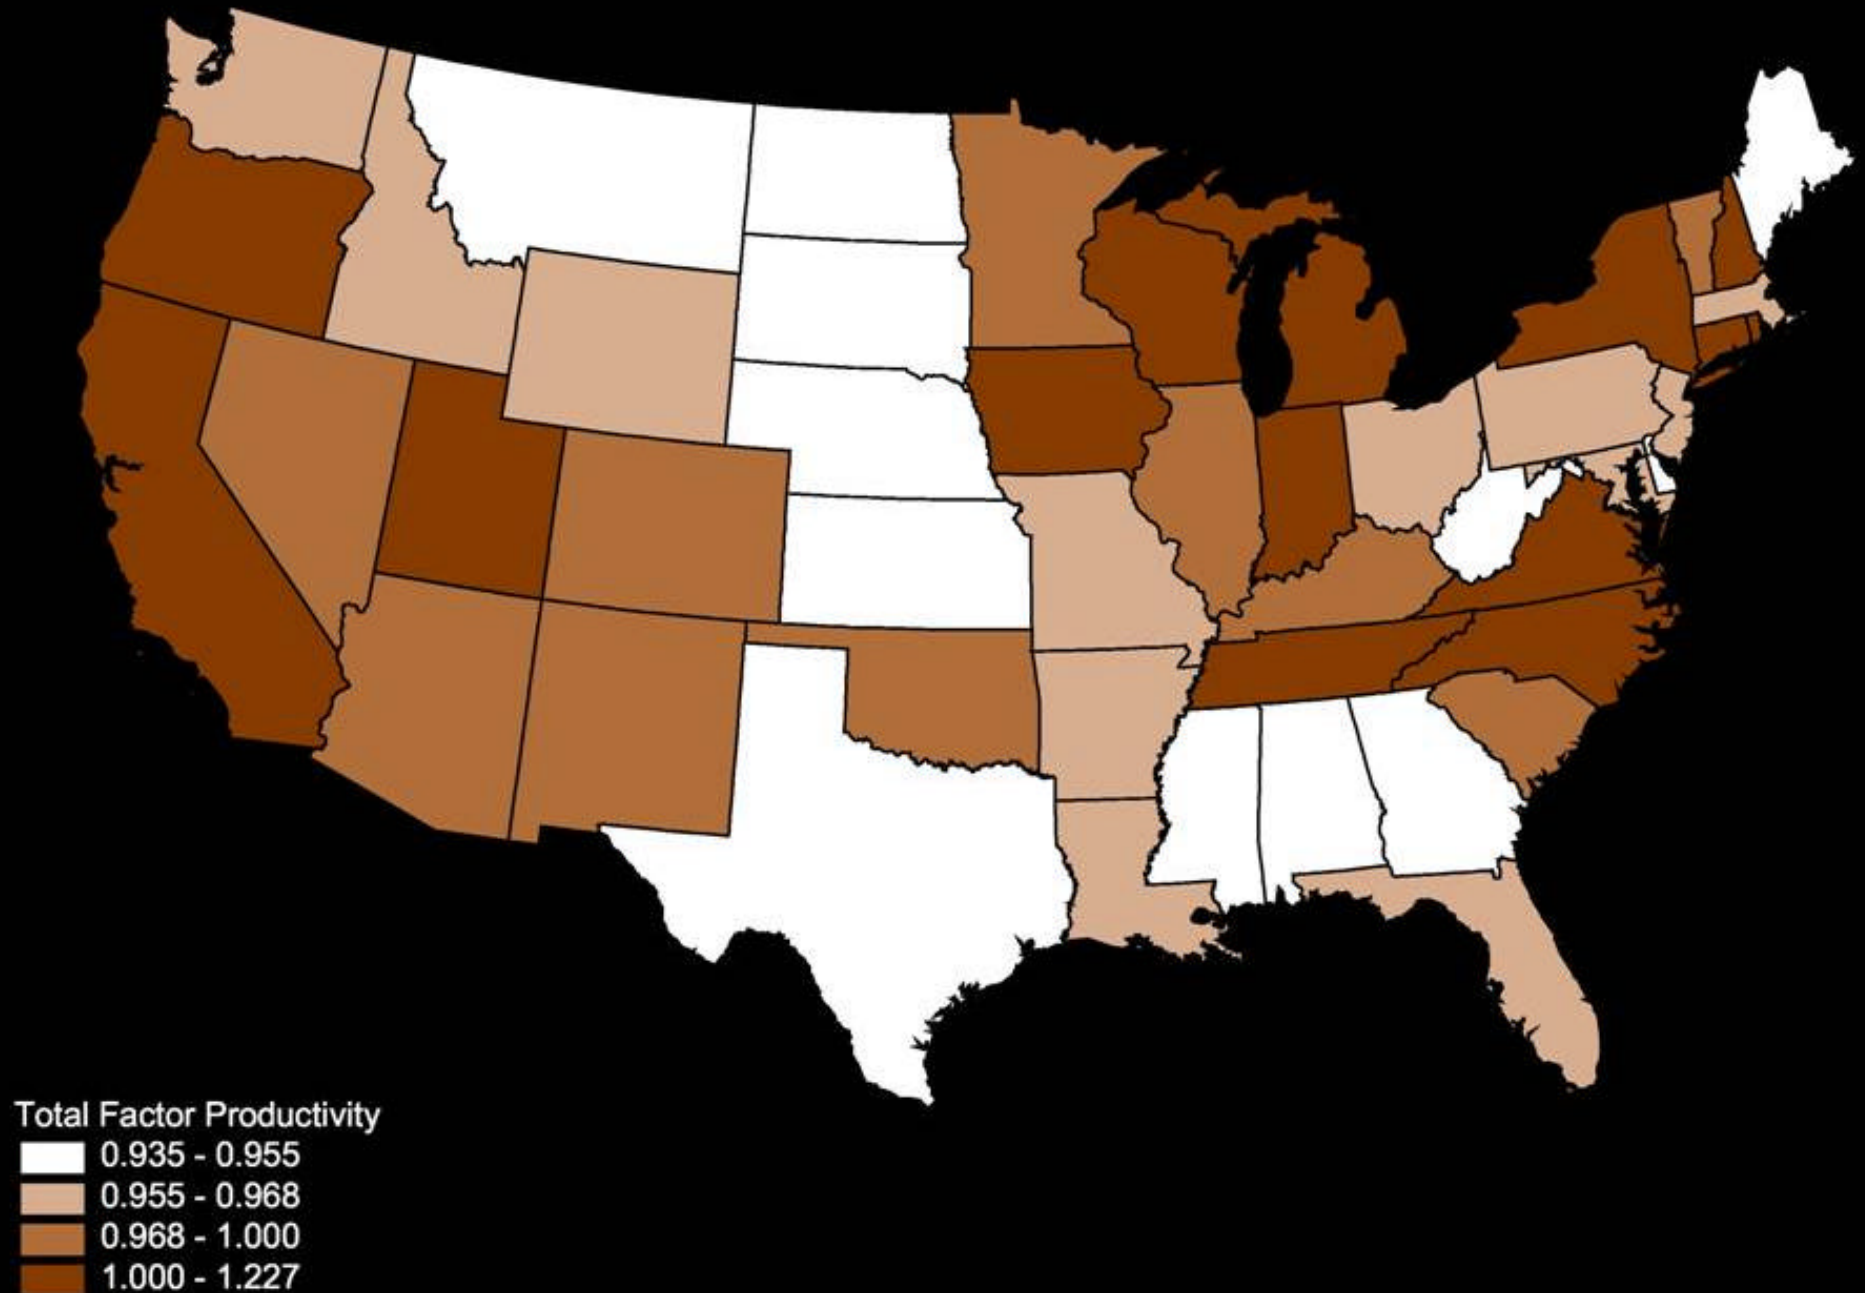 Total Factor Productivity
0.935 - 0.955
0.955 - 0.968
0.968 - 1.000
1.000 - 1.227